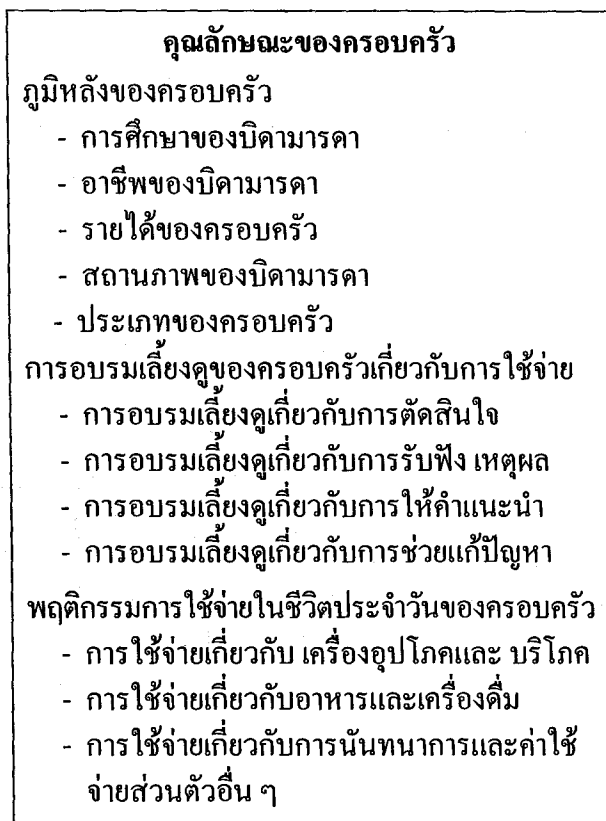 คุณลักษณะของครอบครัว
ภูมิหลังของครอบครัว
- การศึกษาของบิดามารดา
- อาชีพของบิดามารดา
- รายได้ของครอบครัว
- สถานภาพของบิดามารดา
- ประเภทของครอบครัว
การอบรมเลี้ยงดูของครอบครัวเกี่ยวกับการใช้จ่าย
- การอบรมเลี้ยงดูเกี่ยวกับการตัดสินใจ
- การอบรมเลี้ยงดูเกี่ยวกับการรับฟัง เหตุผล
- การอบรมเลี้ยงดูเกี่ยวกับการให้คำแนะนำ
- การอบรมเลี้ยงดูเกี่ยวกับการช่วยแก้ปัญหา
พฤติกรรมการใช้จ่ายในชีวิตประจำวันของครอบครัว
- การใช้จ่ายเกี่ยวกับ เครื่องอุปโภคและ บริโภค
- การใช้จ่ายเกี่ยวกับอาหารและเครื่องดื่ม
- การใช้จ่ายเกี่ยวกับการนันทนาการและค่าใช้
จ่ายส่วนตัวอื่น ๆ